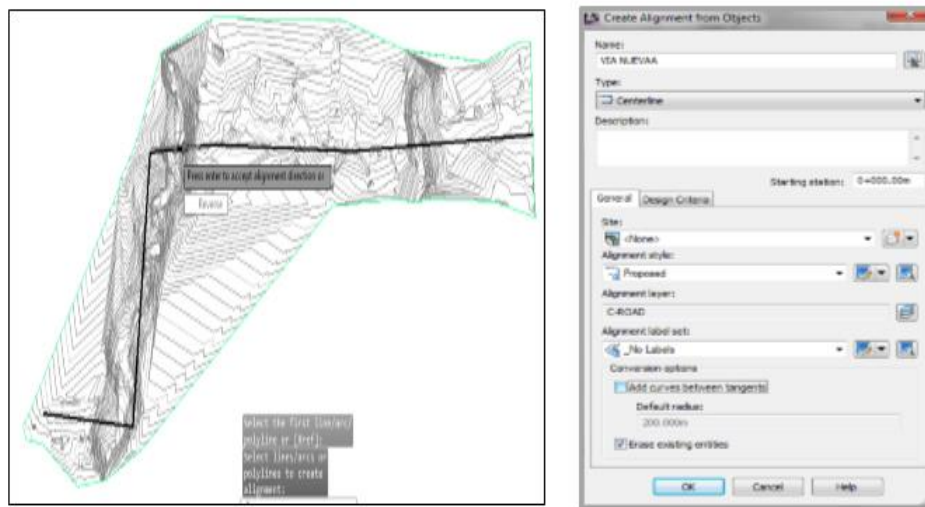 Press enter to accept alignment direction or
Reverse
Select the first line/arc/
polyline or [Xref]:
Select lines/arcs or
polylines to create
alignment:
Create Alignment from Objects
Name:
VIA NUEVAA
Type:
Centerline
Description:
Starting station: 0+000.00m
General Design Criteria
Site:
<None>
Alignment style:
Proposed
Alignment layer:
C-ROAD
Alignment label set:
_No Labels
Conversion options
Add curves between tangents
Default radius:
200.000m
Erase existing entities
OK Cancel Help